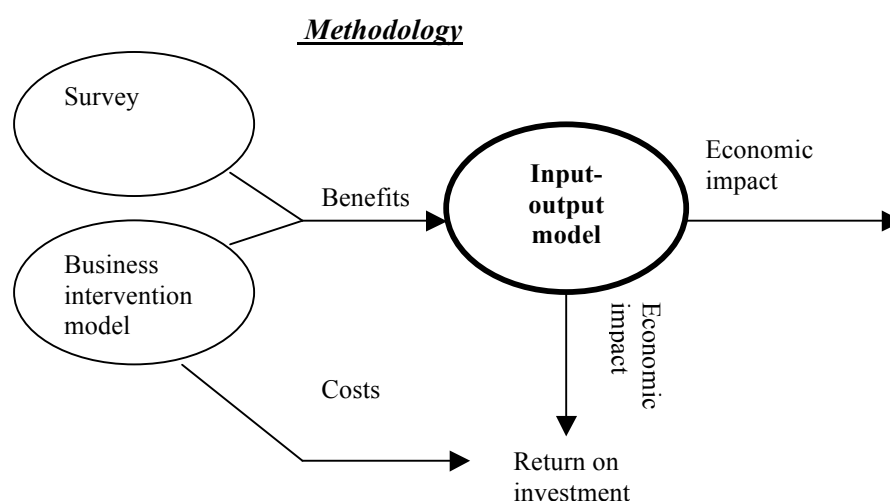 Methodology
Survey
Benefits
Business
intervention
model
Input-
output
model
Economic
impact
Economic
impact
Costs
Return on
investment